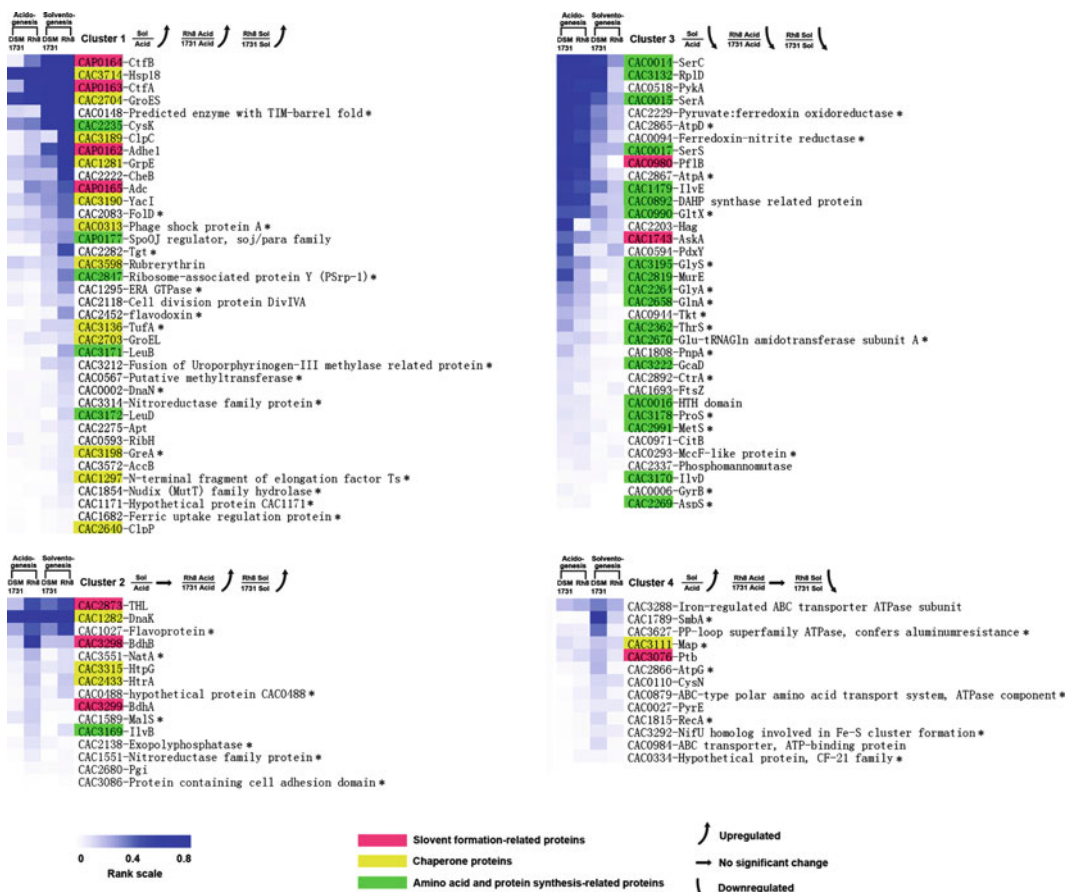 Acido- Solvento-
genesis genesis
DSM Rh8 DSM Rh8
1731 1731
Cluster 1 Sol Rh8 Acid Rh8 Sol
Acid 1731 Acid 1731 Sol
CAP0164-CtfB
CAC3714-Hsp18
CAP0163-CtfA
CAC2704-GroES
CAC0148-Predicted enzyme with TIM-barrel fold *
CAC2235-CysK
CAC3189-ClpC
CAP0162-Adhe1
CAC1281-GrpE
CAC2222-CheB
CAP0165-Adc
CAC3190-YacI
CAC2083-FolD *
CAC0313-Phage shock protein A *
CAP0177-SpoOJ regulator, soj/para family
CAC2282-Tgt *
CAC3598-Rubrerythrin
CAC2847-Ribosome-associated protein Y (PSrp-1) *
CAC1295-ERA GTPase *
CAC2118-Cell division protein DivIVA
CAC2452-flavodoxin *
CAC3136-TufA *
CAC2703-GroEL
CAC3171-LeuB
CAC3212-Fusion of Uroporphyrinogen-III methylase related protein *
CAC0567-Putative methyltransferase *
CAC0002-DnaN *
CAC3314-Nitroreductase family protein *
CAC3172-LeuD
CAC2275-Apt
CAC0593-RibH
CAC3198-GreA *
CAC3572-AccB
CAC1297-N-terminal fragment of elongation factor Ts *
CAC1854-Nudix (MutT) family hydrolase *
CAC1171-Hypothetical protein CAC1171 *
CAC1682-Ferric uptake regulation protein *
CAC2640-ClpP
Acido- Solvento-
genesis genesis
DSM Rh8 DSM Rh8
1731 1731
Cluster 3 Sol Rh8 Acid Rh8 Sol
Acid 1731 Acid 1731 Sol
CAC0014-SerC
CAC3132-RplD
CAC0518-PykA
CAC0015-SerA
CAC2229-Pyruvate:ferredoxin oxidoreductase *
CAC2865-AtpD *
CAC0094-Ferredoxin-nitrite reductase *
CAC0017-SerS
CAC0980-PflB
CAC2867-AtpA *
CAC1479-IlvE
CAC0892-DAHP synthase related protein
CAC0990-GltX *
CAC2203-Hag
CAC1743-AskA
CAC0594-PdxY
CAC3195-GlyS *
CAC2819-MurE
CAC2264-GlyA *
CAC2658-GlnA *
CAC0944-Tkt *
CAC2362-ThrS *
CAC2670-Glu-tRNAGln amidotransferase subunit A *
CAC1808-PnpA *
CAC3222-GcaD
CAC2892-CtrA *
CAC1693-FtsZ
CAC0016-HTH domain
CAC3178-ProS *
CAC2991-MetS *
CAC0971-CitB
CAC0293-MccF-like protein *
CAC2337-Phosphomannomutase
CAC3170-IlvD
CAC0006-GyrB *
CAC2269-AspS *
Acido- Solvento-
genesis genesis
DSM Rh8 DSM Rh8
1731 1731
Cluster 2 Sol Rh8 Acid Rh8 Sol
Acid 1731 Acid 1731 Sol
CAC2873-THL
CAC1282-DnaK
CAC1027-Flavoprotein *
CAC3298-BdhB
CAC3551-NatA *
CAC3315-HtpG
CAC2433-HtrA
CAC0488-hypothetical protein CAC0488 *
CAC3299-BdhA
CAC1589-MalS *
CAC3169-IlvB
CAC2138-Exopolyphosphatase *
CAC1551-Nitroreductase family protein *
CAC2680-Pgi
CAC3086-Protein containing cell adhesion domain *
Acido- Solvento-
genesis genesis
DSM Rh8 DSM Rh8
1731 1731
Cluster 4 Sol Rh8 Acid Rh8 Sol
Acid 1731 Acid 1731 Sol
CAC3288-Iron-regulated ABC transporter ATPase subunit
CAC1789-SmbA *
CAC3627-PP-loop superfamily ATPase, confers aluminumresistance *
CAC3111-Map *
CAC3076-Ptb
CAC2866-AtpG *
CAC0110-CysN
CAC0879-ABC-type polar amino acid transport system, ATPase component *
CAC0027-PyrE
CAC1815-RecA *
CAC3292-NifU homolog involved in Fe-S cluster formation *
CAC0984-ABC transporter, ATP-binding protein
CAC0334-Hypothetical protein, CF-21 family *
0 0.4 0.8
Rank scale
Slovent formation-related proteins
Chaperone proteins
Amino acid and protein synthesis-related proteins
Upregulated
No significant change
Downregulated